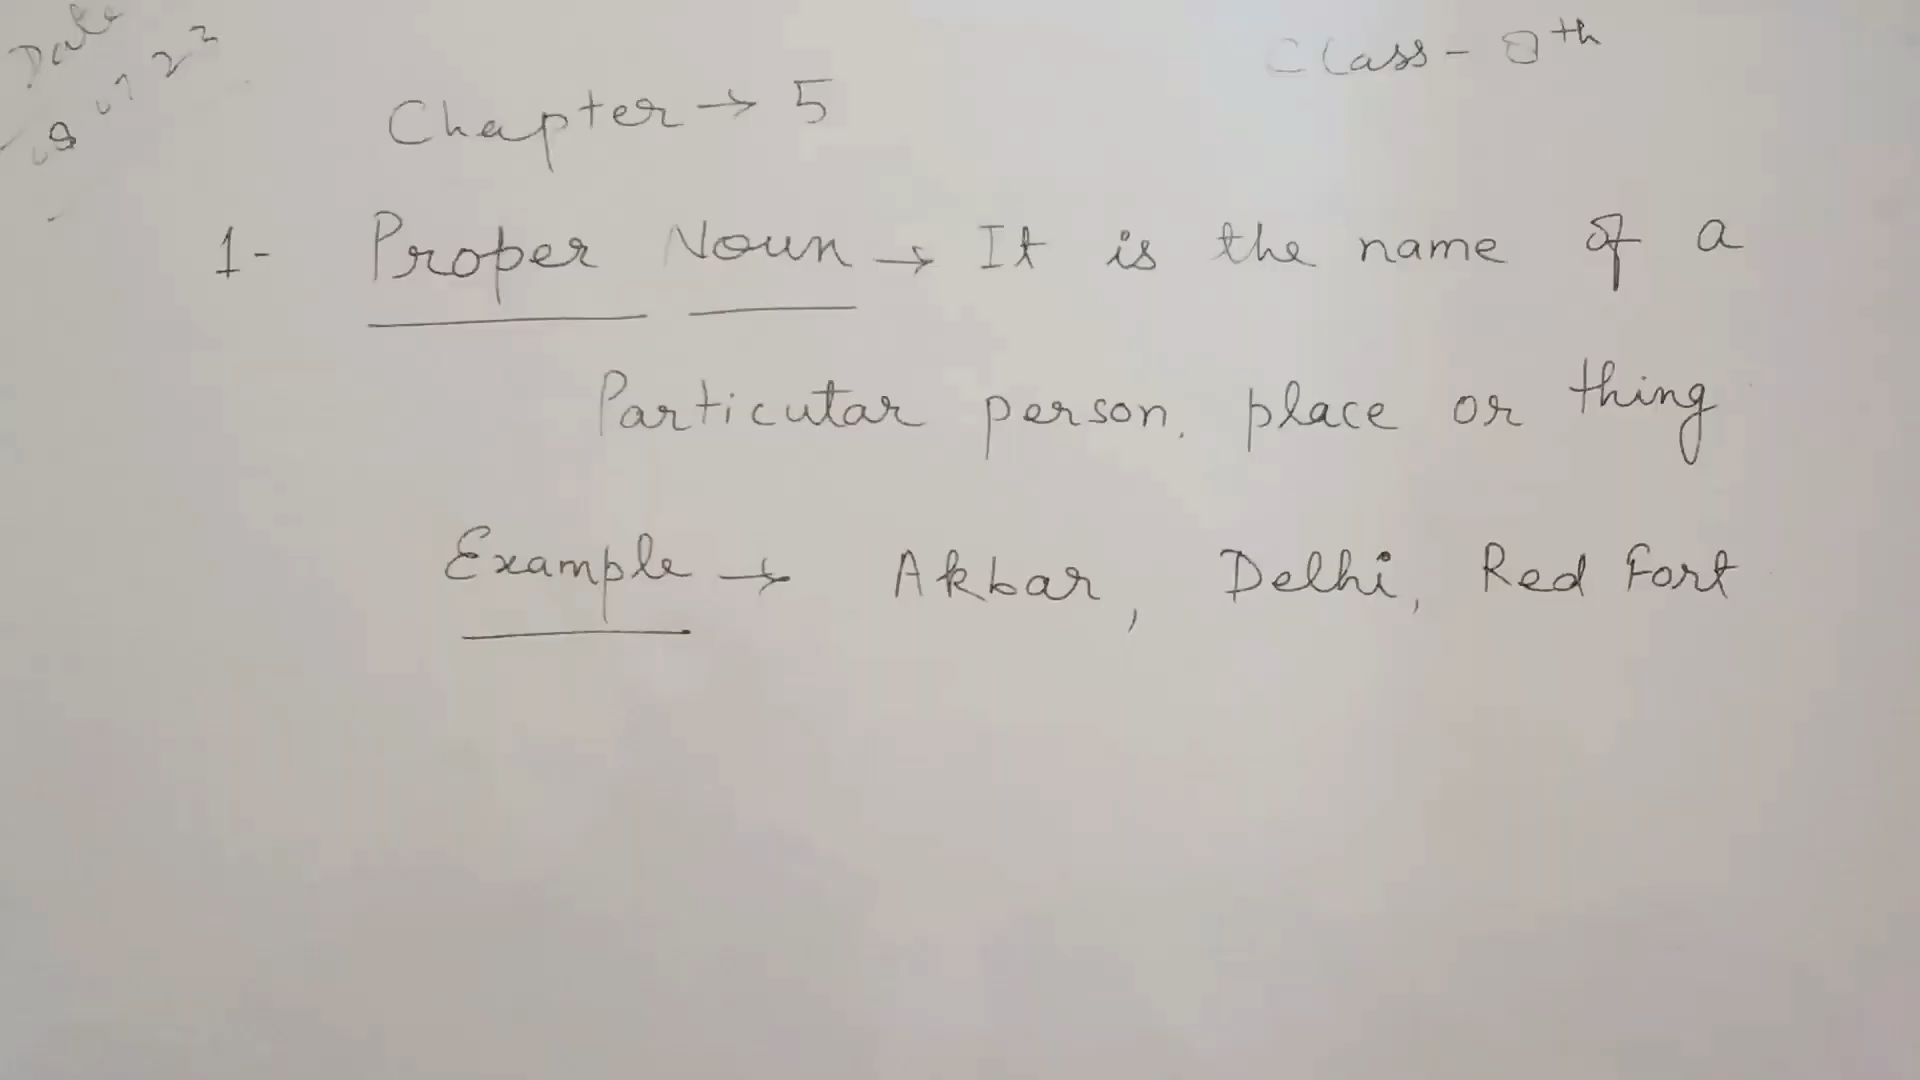 Date
Class - 8th
Chapter → 5
1- Proper Noun → It is the name of a
Particutar person, place or thing
Example → Akbar, Delhi, Red Fort